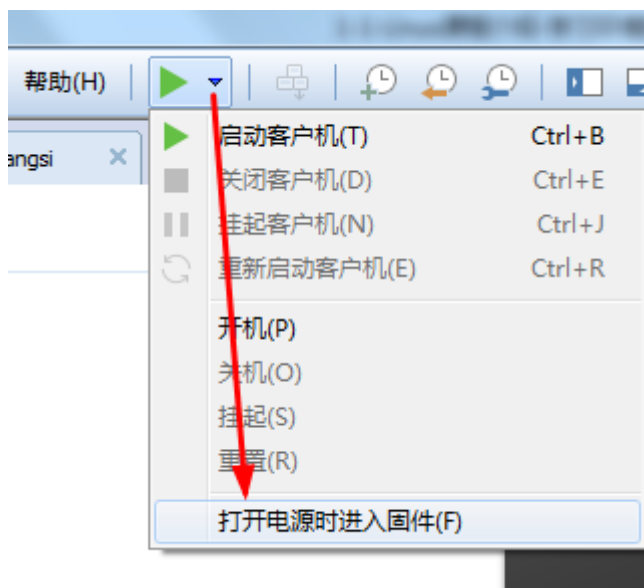 帮助(H)
angsi
启动客户机(T) Ctrl+B
关闭客户机(D) Ctrl+E
挂起客户机(N) Ctrl+J
重新启动客户机(E) Ctrl+R
开机(P)
关机(O)
挂起(S)
重置(R)
打开电源时进入固件(F)